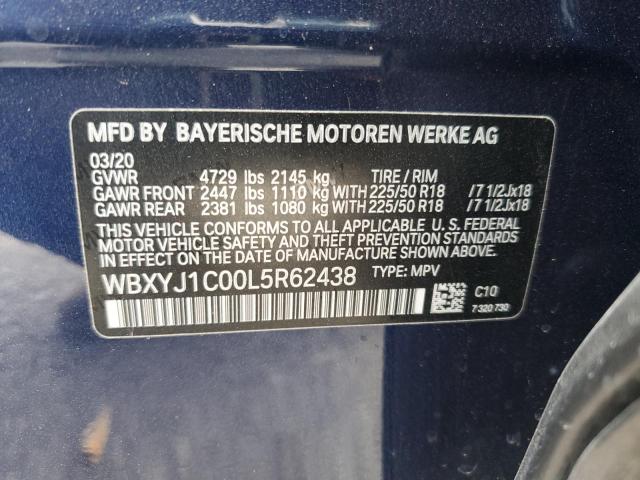 MFD BY BAYERISCHE MOTOREN WERKE AG
03/20
GVWR 4729 lbs 2145 kg TIRE / RIM
GAWR FRONT 2447 lbs 1110 kg WITH 225/50 R18 /7 1/2Jx18
GAWR REAR 2381 lbs 1080 kg WITH 225/50 R18 /7 1/2Jx18
THIS VEHICLE CONFORMS TO ALL APPLICABLE U. S. FEDERAL
MOTOR VEHICLE SAFETY AND THEFT PREVENTION STANDARDS
IN EFFECT ON THE DATE OF MANUFACTURE SHOWN ABOVE.
WBXYJ1C00L5R62438 TYPE: MPV
C10
7 320 730